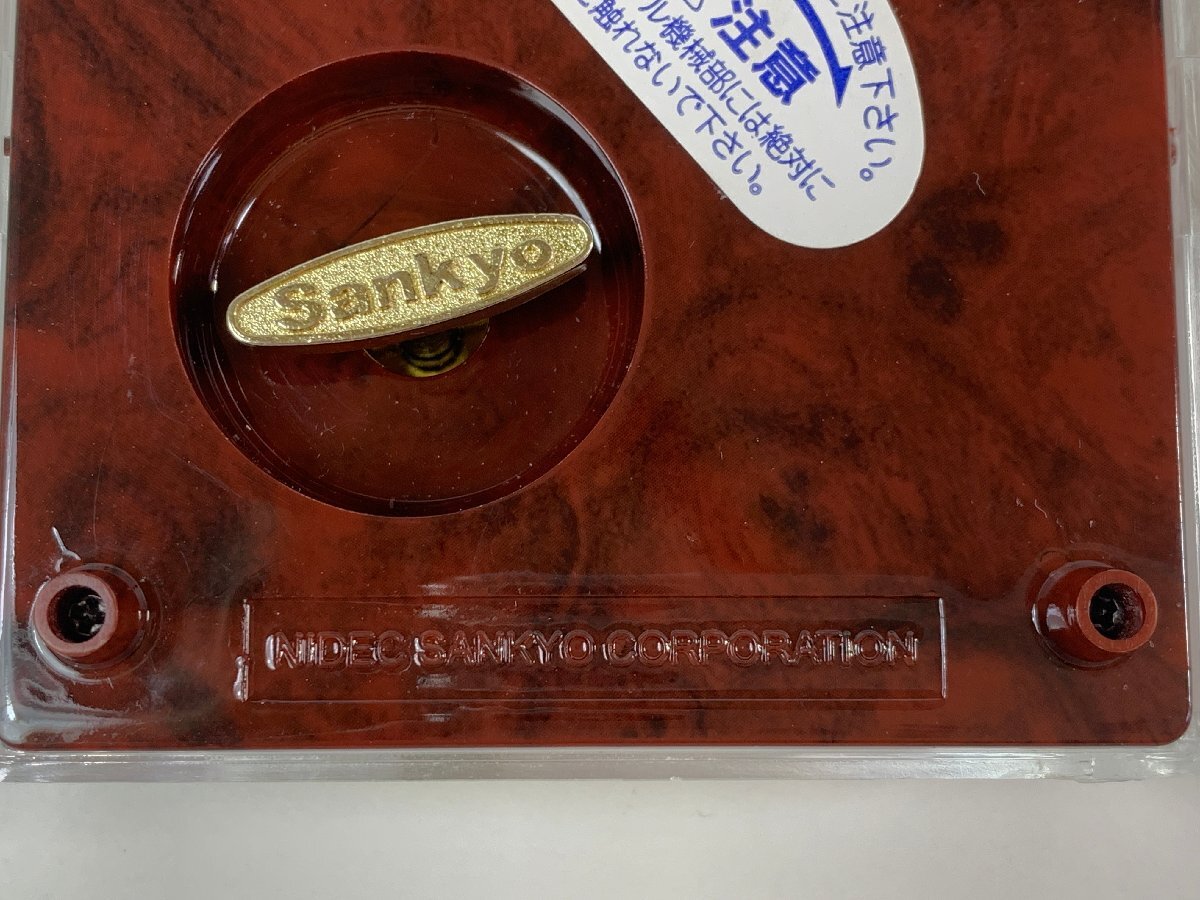 ご注意下さい。
注意
ル機械部には絶対に
触れないで下さい。
Sankyo
NIDEC SANKYO CORPORATION